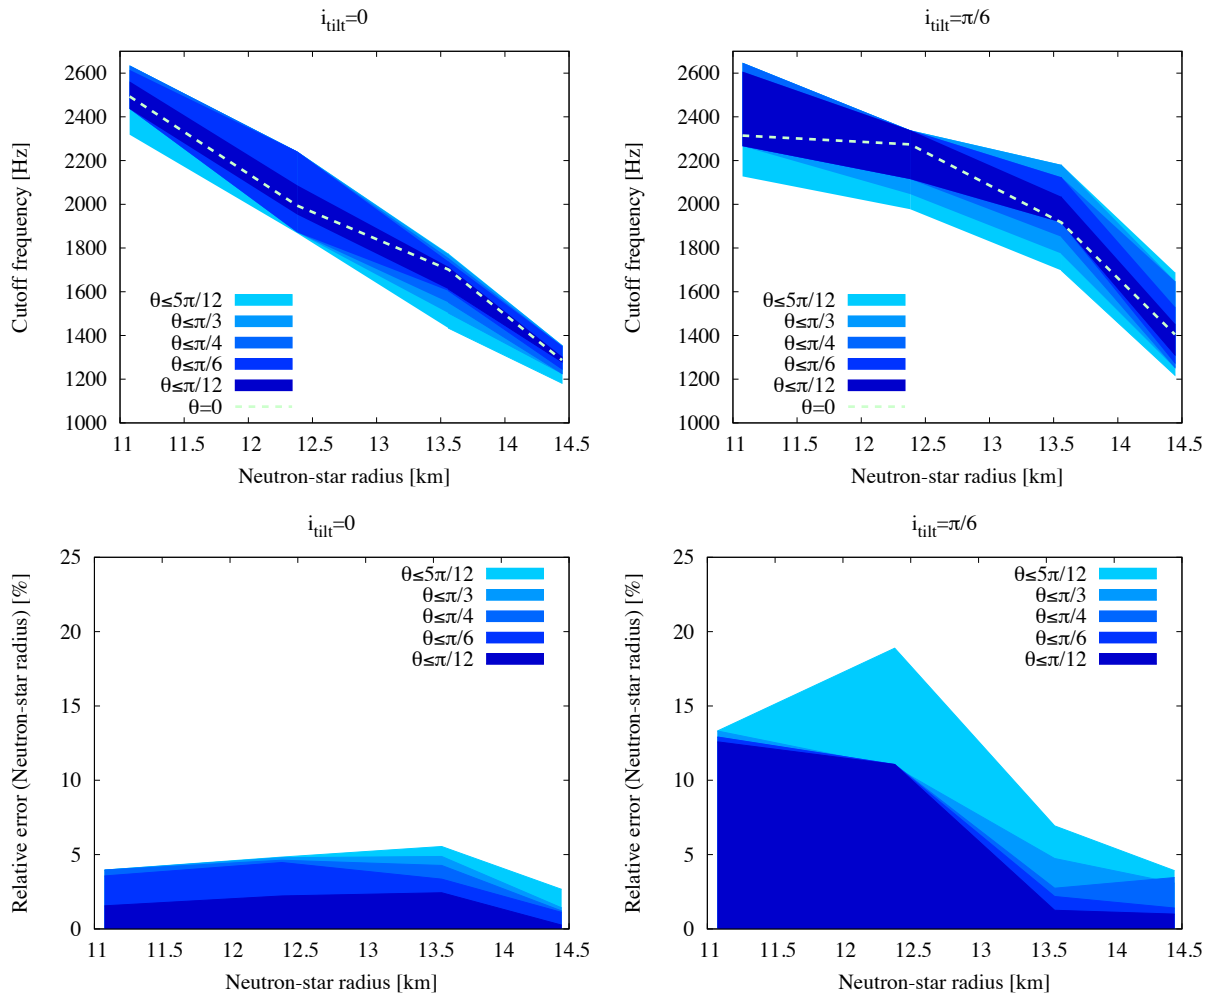 i_tilt=0
Cutoff frequency [Hz]
2600
2400
2200
2000
1800
1600
1400
1200
1000
θ≤5π/12
θ≤π/3
θ≤π/4
θ≤π/6
θ≤π/12
θ=0
11 11.5 12 12.5 13 13.5 14 14.5
Neutron-star radius [km]
i_tilt=π/6
Cutoff frequency [Hz]
2600
2400
2200
2000
1800
1600
1400
1200
1000
θ≤5π/12
θ≤π/3
θ≤π/4
θ≤π/6
θ≤π/12
θ=0
11 11.5 12 12.5 13 13.5 14 14.5
Neutron-star radius [km]
i_tilt=0
Relative error (Neutron-star radius) [%]
25
20
15
10
5
0
θ≤5π/12
θ≤π/3
θ≤π/4
θ≤π/6
θ≤π/12
11 11.5 12 12.5 13 13.5 14 14.5
Neutron-star radius [km]
i_tilt=π/6
Relative error (Neutron-star radius) [%]
25
20
15
10
5
0
θ≤5π/12
θ≤π/3
θ≤π/4
θ≤π/6
θ≤π/12
11 11.5 12 12.5 13 13.5 14 14.5
Neutron-star radius [km]